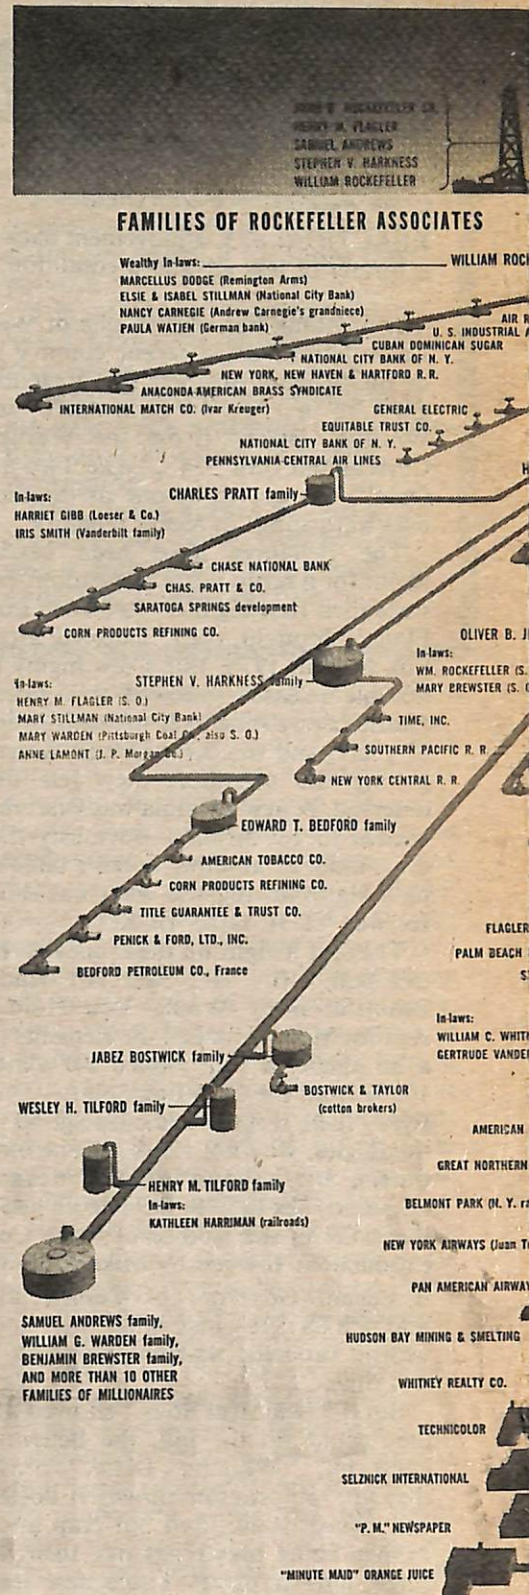 JOHN D. ROCKEFELLER SR.
HENRY M. FLAGLER
SAMUEL ANDREWS
STEPHEN V. HARKNESS
WILLIAM ROCKEFELLER
FAMILIES OF ROCKEFELLER ASSOCIATES
Wealthy In-laws:
WILLIAM ROCK
MARCELLUS DODGE (Remington Arms)
ELSIE & ISABEL STILLMAN (National City Bank)
NANCY CARNEGIE (Andrew Carnegie's grandniece)
PAULA WATJEN (German bank)
AIR R
U. S. INDUSTRIAL A
CUBAN DOMINICAN SUGAR
NATIONAL CITY BANK OF N. Y.
NEW YORK, NEW HAVEN & HARTFORD R. R.
ANACONDA-AMERICAN BRASS SYNDICATE
INTERNATIONAL MATCH CO. (Ivar Kreuger)
GENERAL ELECTRIC
EQUITABLE TRUST CO.
NATIONAL CITY BANK OF N. Y.
PENNSYLVANIA-CENTRAL AIR LINES
H
CHARLES PRATT family
In-laws:
HARRIET GIBB (Loeser & Co.)
IRIS SMITH (Vanderbilt family)
CHASE NATIONAL BANK
CHAS. PRATT & CO.
SARATOGA SPRINGS development
CORN PRODUCTS REFINING CO.
OLIVER B. JE
In-laws:
WM. ROCKEFELLER (S.
MARY BREWSTER (S. O
STEPHEN V. HARKNESS family
In-laws:
HENRY M. FLAGLER (S. O.)
MARY STILLMAN (National City Bank)
MARY WARDEN (Pittsburgh Coal Co., also S. O.)
ANNE LAMONT (J. P. Morgan Co.)
TIME, INC.
SOUTHERN PACIFIC R. R.
NEW YORK CENTRAL R. R.
EDWARD T. BEDFORD family
AMERICAN TOBACCO CO.
CORN PRODUCTS REFINING CO.
TITLE GUARANTEE & TRUST CO.
PENICK & FORD, LTD., INC.
BEDFORD PETROLEUM CO., France
FLAGLER
PALM BEACH
S
In-laws:
WILLIAM C. WHITN
GERTRUDE VANDER
JABEZ BOSTWICK family
BOSTWICK & TAYLOR
(cotton brokers)
WESLEY H. TILFORD family
HENRY M. TILFORD family
In-laws:
KATHLEEN HARRIMAN (railroads)
AMERICAN
GREAT NORTHERN
BELMONT PARK (N. Y. ra
NEW YORK AIRWAYS (Juan Tr
PAN AMERICAN AIRWAY
HUDSON BAY MINING & SMELTING
WHITNEY REALTY CO.
TECHNICOLOR
SELZNICK INTERNATIONAL
"P. M." NEWSPAPER
"MINUTE MAID" ORANGE JUICE
SAMUEL ANDREWS family,
WILLIAM G. WARDEN family,
BENJAMIN BREWSTER family,
AND MORE THAN 10 OTHER
FAMILIES OF MILLIONAIRES